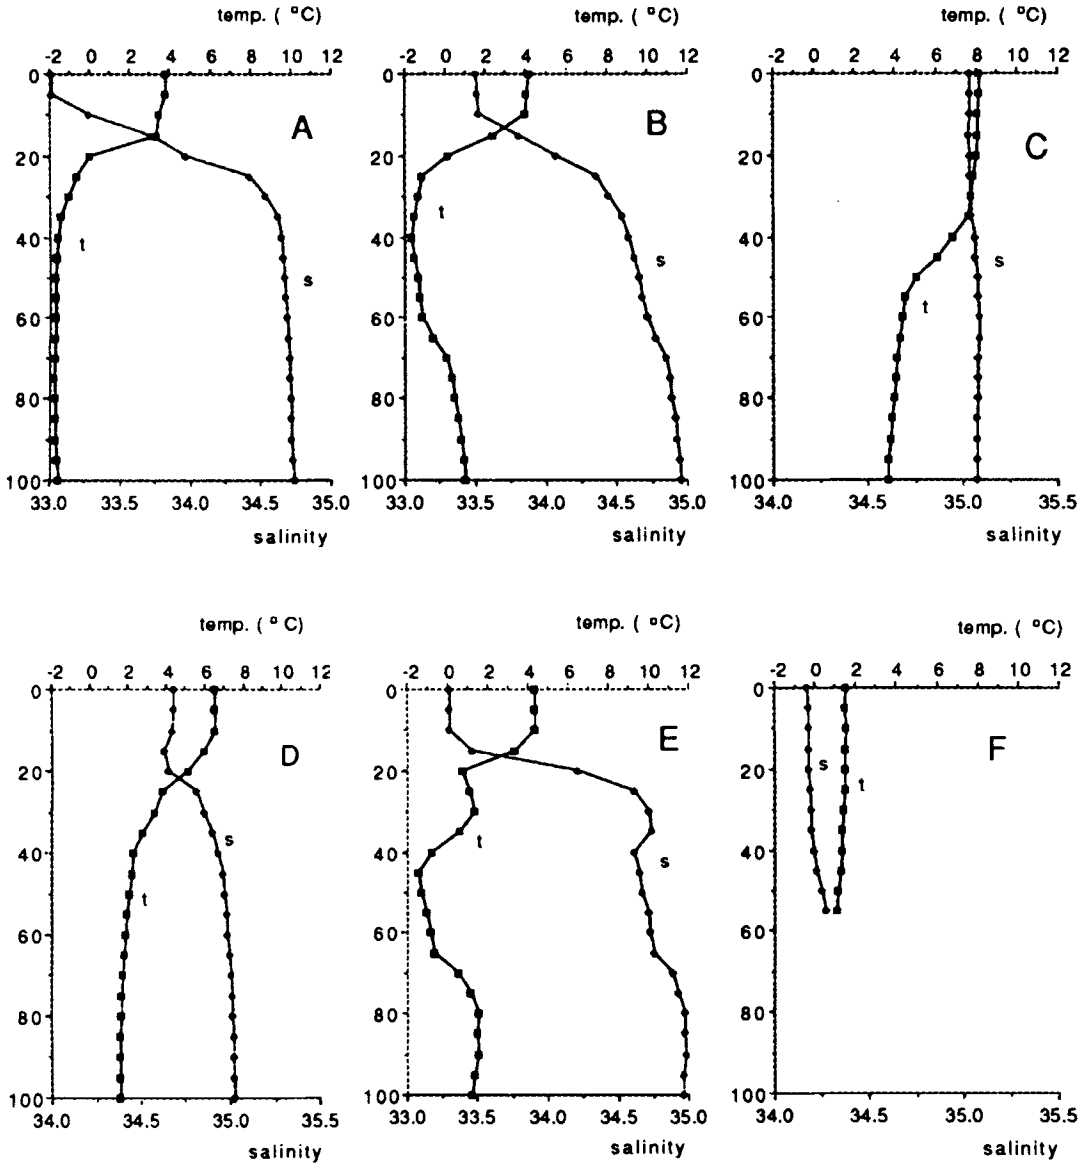 temp. ( °C) temp. ( °C) temp. ( °C)
-2 0 2 4 6 8 10 12 -2 0 2 4 6 8 10 12 -2 0 2 4 6 8 10 12
0 0 0
A B C
20 20 20
t t
40 40 40
s s s
t
60 60 60
80 80 80
100 100 100
33.0 33.5 34.0 34.5 35.0 33.0 33.5 34.0 34.5 35.0 34.0 34.5 35.0 35.5
salinity salinity salinity
temp. ( °C) temp. ( °C) temp. ( °C)
-2 0 2 4 6 8 10 12 -2 0 2 4 6 8 10 12 -2 0 2 4 6 8 10 12
0 0 0
D E F
20 20 20
s t
s t s
40 40 40
t
60 60 60
80 80 80
100 100 100
34.0 34.5 35.0 35.5 33.0 33.5 34.0 34.5 35.0 34.0 34.5 35.0 35.5
salinity salinity salinity